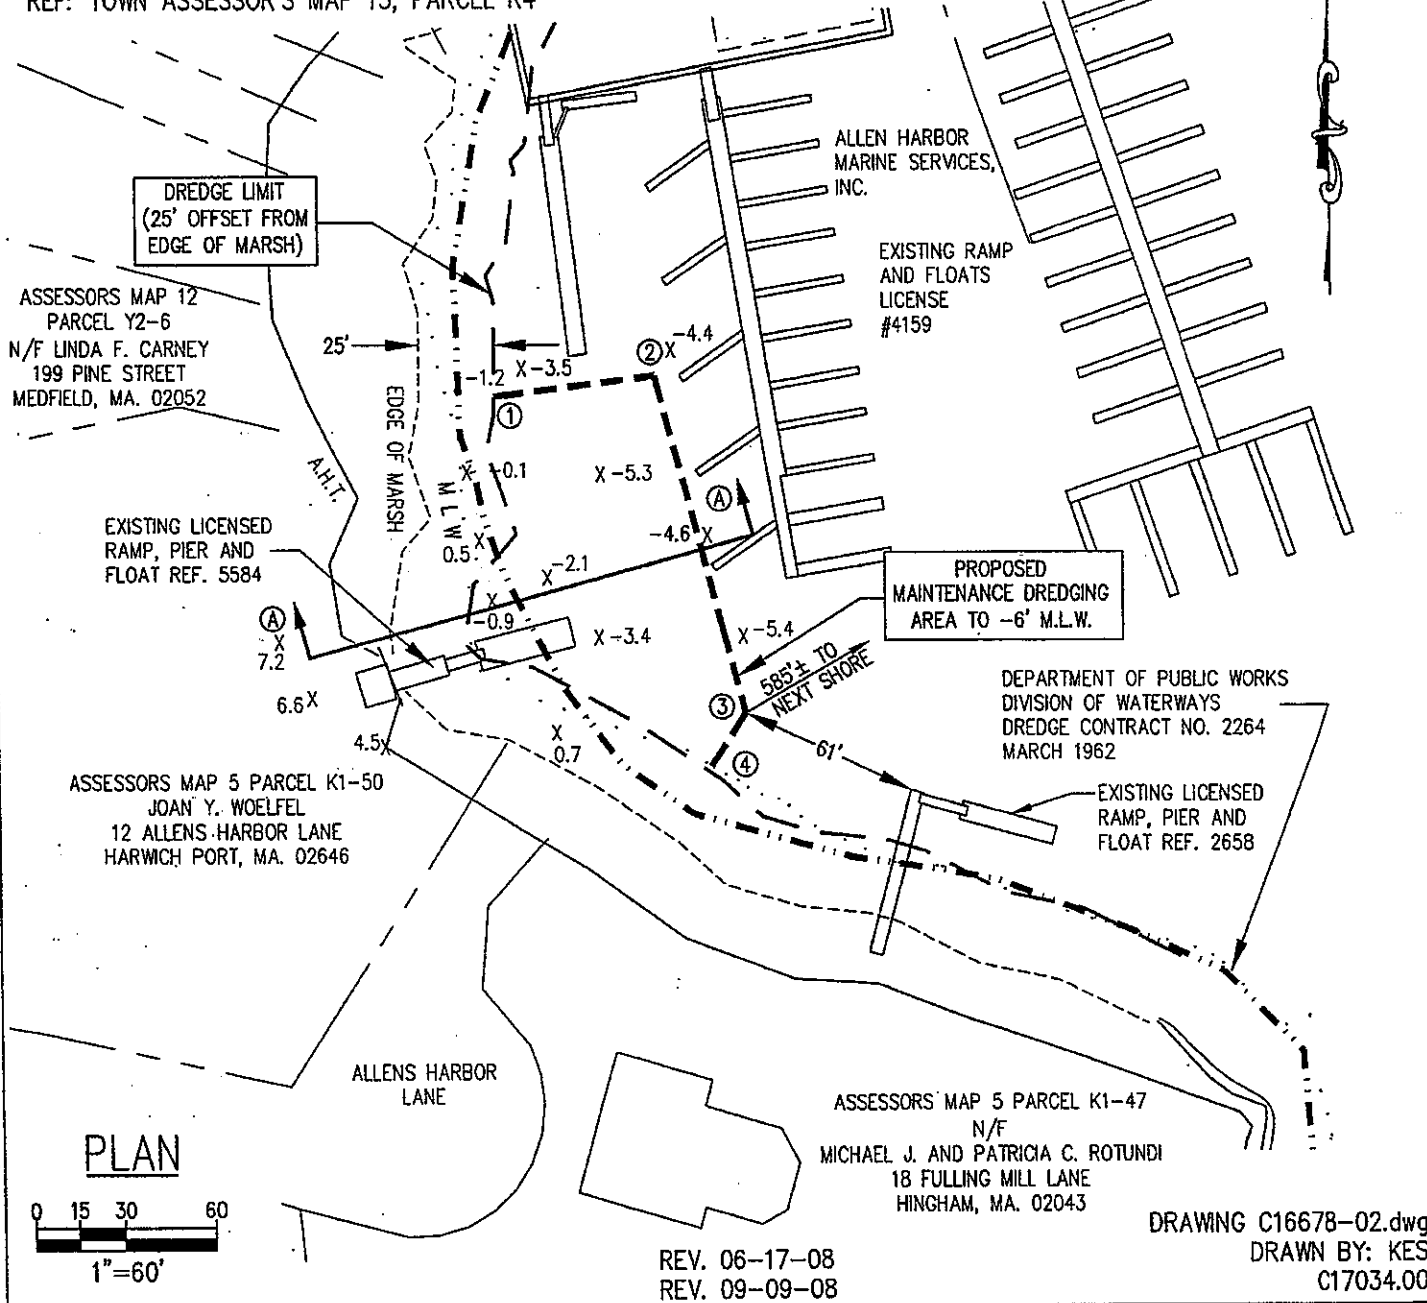 REF: TOWN ASSESSOR'S MAP 15, PARCEL K4
ALLEN HARBOR
MARINE SERVICES,
INC.
DREDGE LIMIT
(25' OFFSET FROM
EDGE OF MARSH)
EXISTING RAMP
AND FLOATS
LICENSE
#4159
ASSESSORS MAP 12
PARCEL Y2-6
N/F LINDA F. CARNEY
199 PINE STREET
MEDFIELD, MA. 02052
25'
-1.2
X -3.5
2
X -4.4
1
EDGE OF MARSH
A.H.T.
M L W
X -0.1
X -5.3
A
0.5 X
-4.6 X
EXISTING LICENSED
RAMP, PIER AND
FLOAT REF. 5584
X -2.1
PROPOSED
MAINTENANCE DREDGING
AREA TO -6' M.L.W.
A
X
7.2
X
-0.9
X -3.4
X -5.4
585'± TO
NEXT SHORE
6.6 X
3
DEPARTMENT OF PUBLIC WORKS
DIVISION OF WATERWAYS
DREDGE CONTRACT NO. 2264
MARCH 1962
4.5 X
X
0.7
4
61'
ASSESSORS MAP 5 PARCEL K1-50
JOAN Y. WOELFEL
12 ALLENS HARBOR LANE
HARWICH PORT, MA. 02646
EXISTING LICENSED
RAMP, PIER AND
FLOAT REF. 2658
ALLENS HARBOR
LANE
ASSESSORS MAP 5 PARCEL K1-47
N/F
MICHAEL J. AND PATRICIA C. ROTUNDI
18 FULLING MILL LANE
HINGHAM, MA. 02043
PLAN
0 15 30 60
1"=60'
REV. 06-17-08
REV. 09-09-08
DRAWING C16678-02.dwg
DRAWN BY: KES
C17034.00